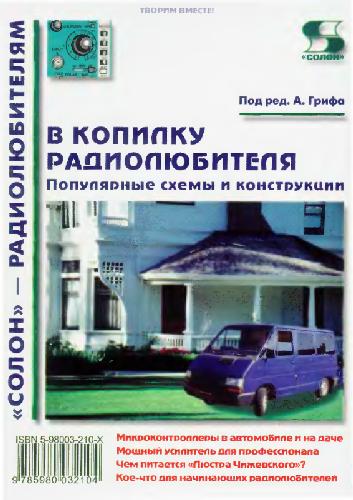 ТВОРИМ ВМЕСТЕ!
«СОЛОН»
Под ред. А. Грифа
В КОПИЛКУ
РАДИОЛЮБИТЕЛЯ
Популярные схемы и конструкции
«СОЛОН» — РАДИОЛЮБИТЕЛЯМ
ISBN 5-98003-210-X
9785980032104
Микроконтроллеры в автомобиле и на даче
Мощный усилитель для профессионала
Чем питается «Люстра Чижевского»?
Кое-что для начинающих радиолюбителей